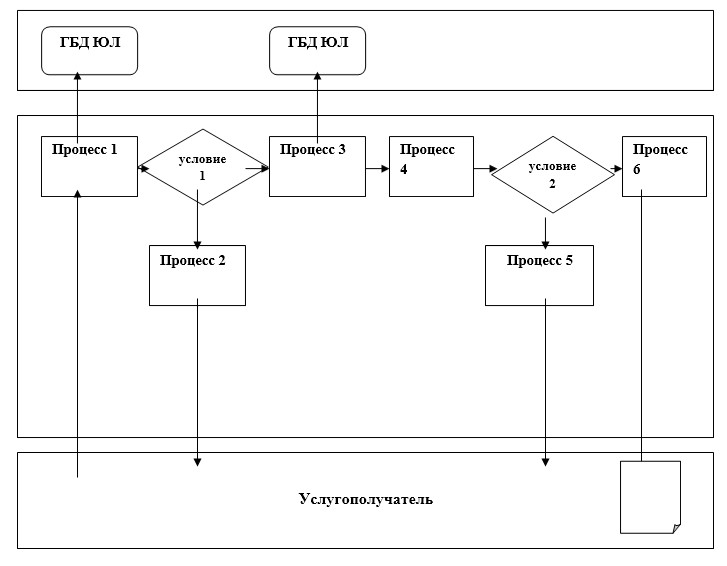 ГБД ЮЛ
ГБД ЮЛ
Процесс 1
условие
1
Процесс 3
Процесс
4
условие
2
Процесс
6
Процесс 2
Процесс 5
Услугополучатель